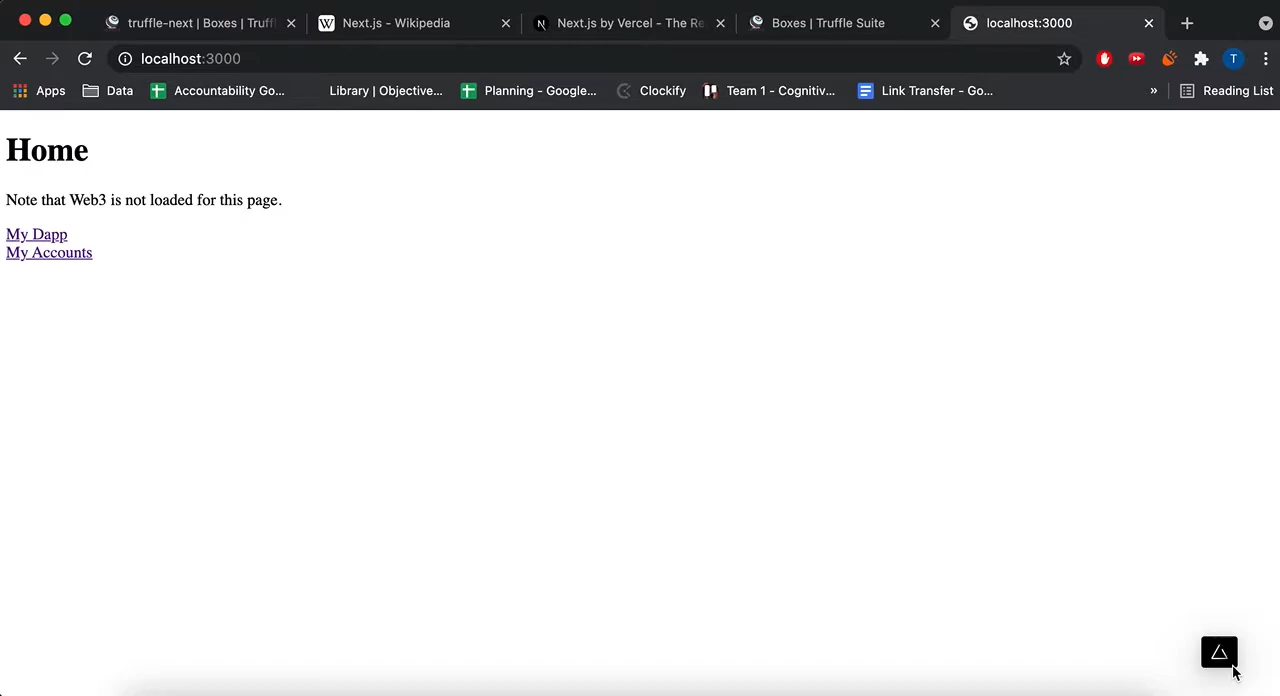 truffle-next | Boxes | Truffl
Next.js - Wikipedia
Next.js by Vercel - The Re
Boxes | Truffle Suite
localhost:3000
localhost:3000
T
Apps
Data
Accountability Go...
Library | Objective...
Planning - Google...
Clockify
Team 1 - Cognitiv...
Link Transfer - Go...
»
Reading List
Home
Note that Web3 is not loaded for this page.
My Dapp
My Accounts